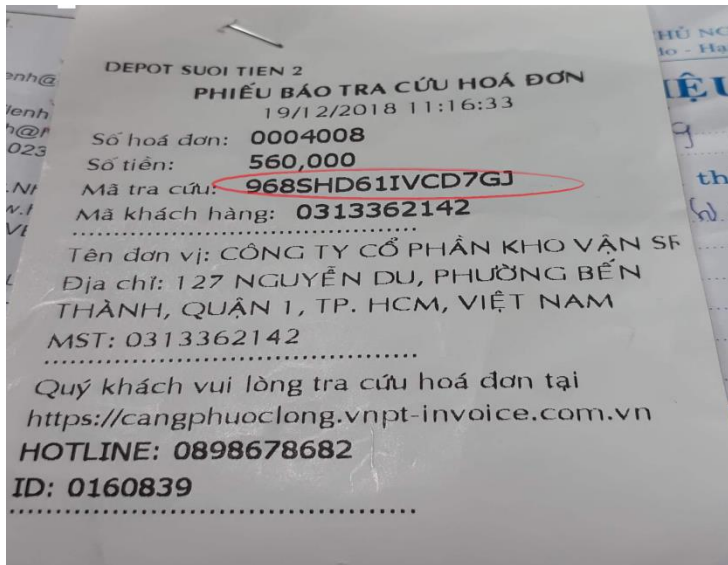 DEPOT SUOI TIEN 2
PHIẾU BÁO TRA CỨU HOÁ ĐƠN
19/12/2018 11:16:33
Số hoá đơn: 0004008
Số tiền: 560,000
Mã tra cứu: 968SHD61IVCD7GJ
Mã khách hàng: 0313362142
Tên đơn vị: CÔNG TY CỔ PHẦN KHO VẬN
Địa chỉ: 127 NGUYỄN DU, PHƯỜNG BẾN
THÀNH, QUẬN 1, TP. HCM, VIỆT NAM
MST: 0313362142
Quý khách vui lòng tra cứu hoá đơn tại
https://cangphuoclong.vnpt-invoice.com.vn
HOTLINE: 0898678682
ID: 0160839